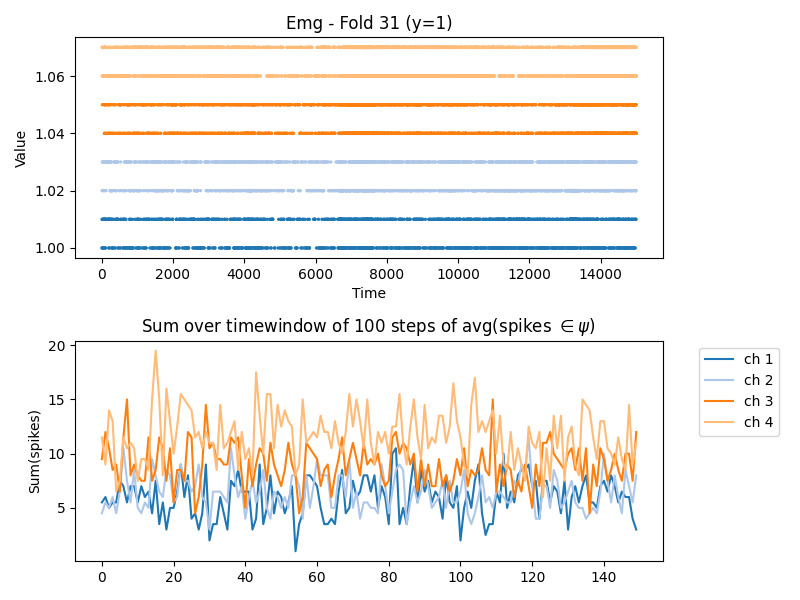 Emg - Fold 31 (y=1)
1.06
1.04
1.02
1.00
Value
0 2000 4000 6000 8000 10000 12000 14000
Time
Sum over timewindow of 100 steps of avg(spikes ∈ ψ)
20
15
10
5
Sum(spikes)
0 20 40 60 80 100 120 140
ch 1
ch 2
ch 3
ch 4